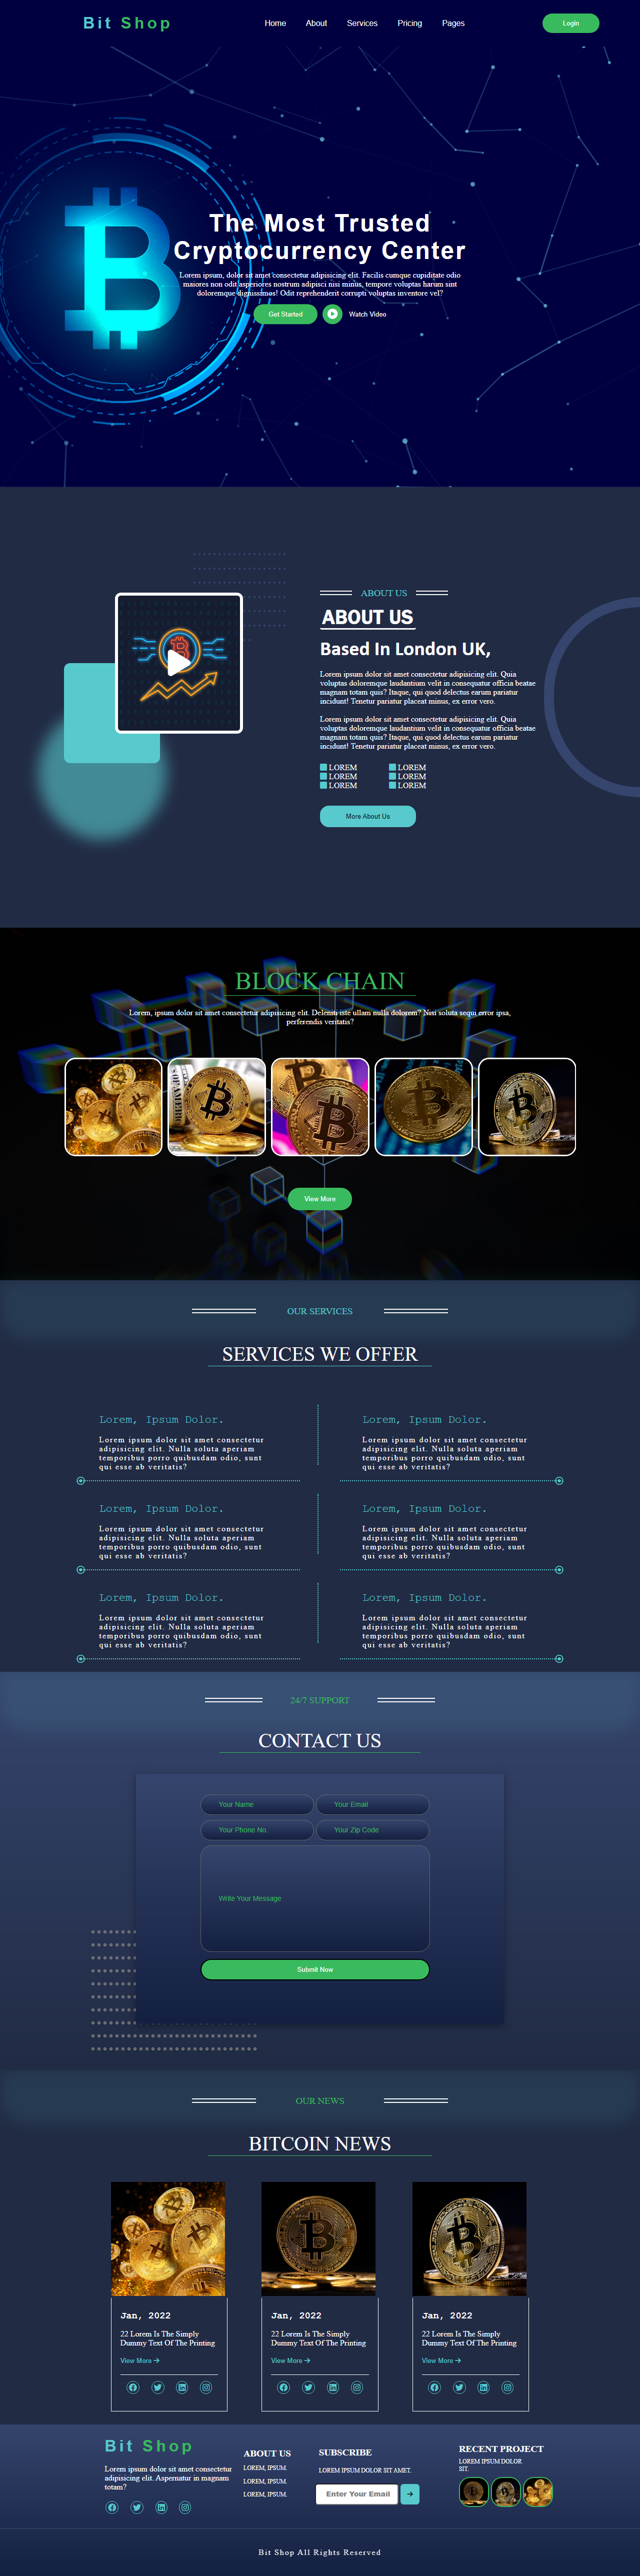 Bit Shop
Home About Services Pricing Pages
Login
The Most Trusted
Cryptocurrency Center
Lorem ipsum, dolor sit amet consectetur adipisicing elit. Facilis cumque cupiditate odio
maiores non odit asperiores nostrum adipisci nisi minus, tempore voluptas harum sint
doloremque dignissimos! Odit reprehenderit corrupti voluptas inventore vel?
Get Started
Watch Video
ABOUT US
ABOUT US
Based In London UK,
Lorem ipsum dolor sit amet consectetur adipisicing elit. Quia
voluptas doloremque laudantium velit in consequatur officia beatae
magnam totam quis? Itaque, qui quod delectus earum pariatur
incidunt! Tenetur pariatur placeat minus, ex error vero.
Lorem ipsum dolor sit amet consectetur adipisicing elit. Quia
voluptas doloremque laudantium velit in consequatur officia beatae
magnam totam quis? Itaque, qui quod delectus earum pariatur
incidunt! Tenetur pariatur placeat minus, ex error vero.
LOREM LOREM
LOREM LOREM
LOREM LOREM
More About Us
BLOCK CHAIN
Lorem, ipsum dolor sit amet consectetur adipisicing elit. Deleniti iste ullam nulla dolorem? Nisi soluta sequi error ipsa,
perferendis veritatis?
View More
OUR SERVICES
SERVICES WE OFFER
Lorem, Ipsum Dolor.
Lorem ipsum dolor sit amet consectetur
adipisicing elit. Nulla soluta aperiam
temporibus porro quibusdam odio, sunt
qui esse ab veritatis?
Lorem, Ipsum Dolor.
Lorem ipsum dolor sit amet consectetur
adipisicing elit. Nulla soluta aperiam
temporibus porro quibusdam odio, sunt
qui esse ab veritatis?
Lorem, Ipsum Dolor.
Lorem ipsum dolor sit amet consectetur
adipisicing elit. Nulla soluta aperiam
temporibus porro quibusdam odio, sunt
qui esse ab veritatis?
Lorem, Ipsum Dolor.
Lorem ipsum dolor sit amet consectetur
adipisicing elit. Nulla soluta aperiam
temporibus porro quibusdam odio, sunt
qui esse ab veritatis?
Lorem, Ipsum Dolor.
Lorem ipsum dolor sit amet consectetur
adipisicing elit. Nulla soluta aperiam
temporibus porro quibusdam odio, sunt
qui esse ab veritatis?
Lorem, Ipsum Dolor.
Lorem ipsum dolor sit amet consectetur
adipisicing elit. Nulla soluta aperiam
temporibus porro quibusdam odio, sunt
qui esse ab veritatis?
24/7 SUPPORT
CONTACT US
Your Name
Your Email
Your Phone No.
Your Zip Code
Write Your Message
Submit Now
OUR NEWS
BITCOIN NEWS
Jan, 2022
22 Lorem Is The Simply
Dummy Text Of The Printing
View More
Jan, 2022
22 Lorem Is The Simply
Dummy Text Of The Printing
View More
Jan, 2022
22 Lorem Is The Simply
Dummy Text Of The Printing
View More
Bit Shop
Lorem ipsum dolor sit amet consectetur
adipisicing elit. Aspernatur in magnam
totam?
ABOUT US
LOREM, IPSUM.
LOREM, IPSUM.
LOREM, IPSUM.
SUBSCRIBE
LOREM IPSUM DOLOR SIT AMET.
Enter Your Email
RECENT PROJECT
LOREM IPSUM DOLOR
SIT.
Bit Shop All Rights Reserved